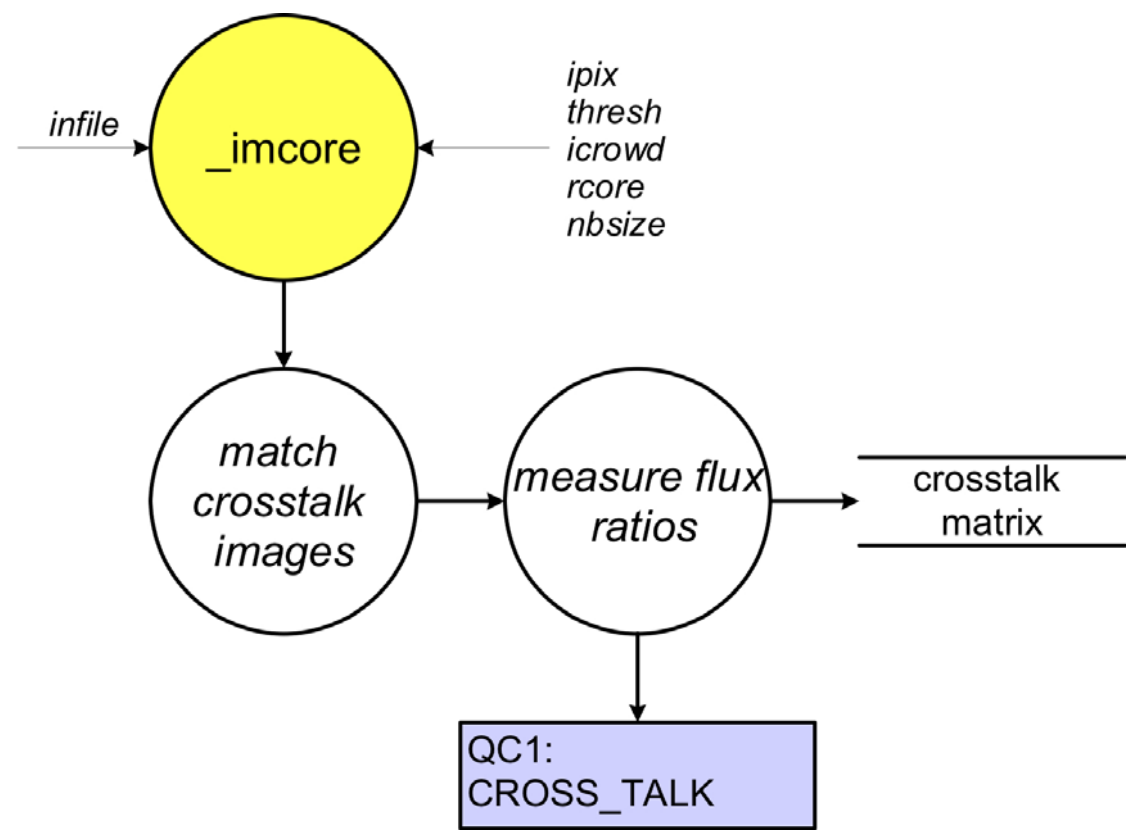 infile
_imcore
ipix
thresh
icrowd
rcore
nbsize
match
crosstalk
images
measure flux
ratios
crosstalk
matrix
QC1:
CROSS_TALK